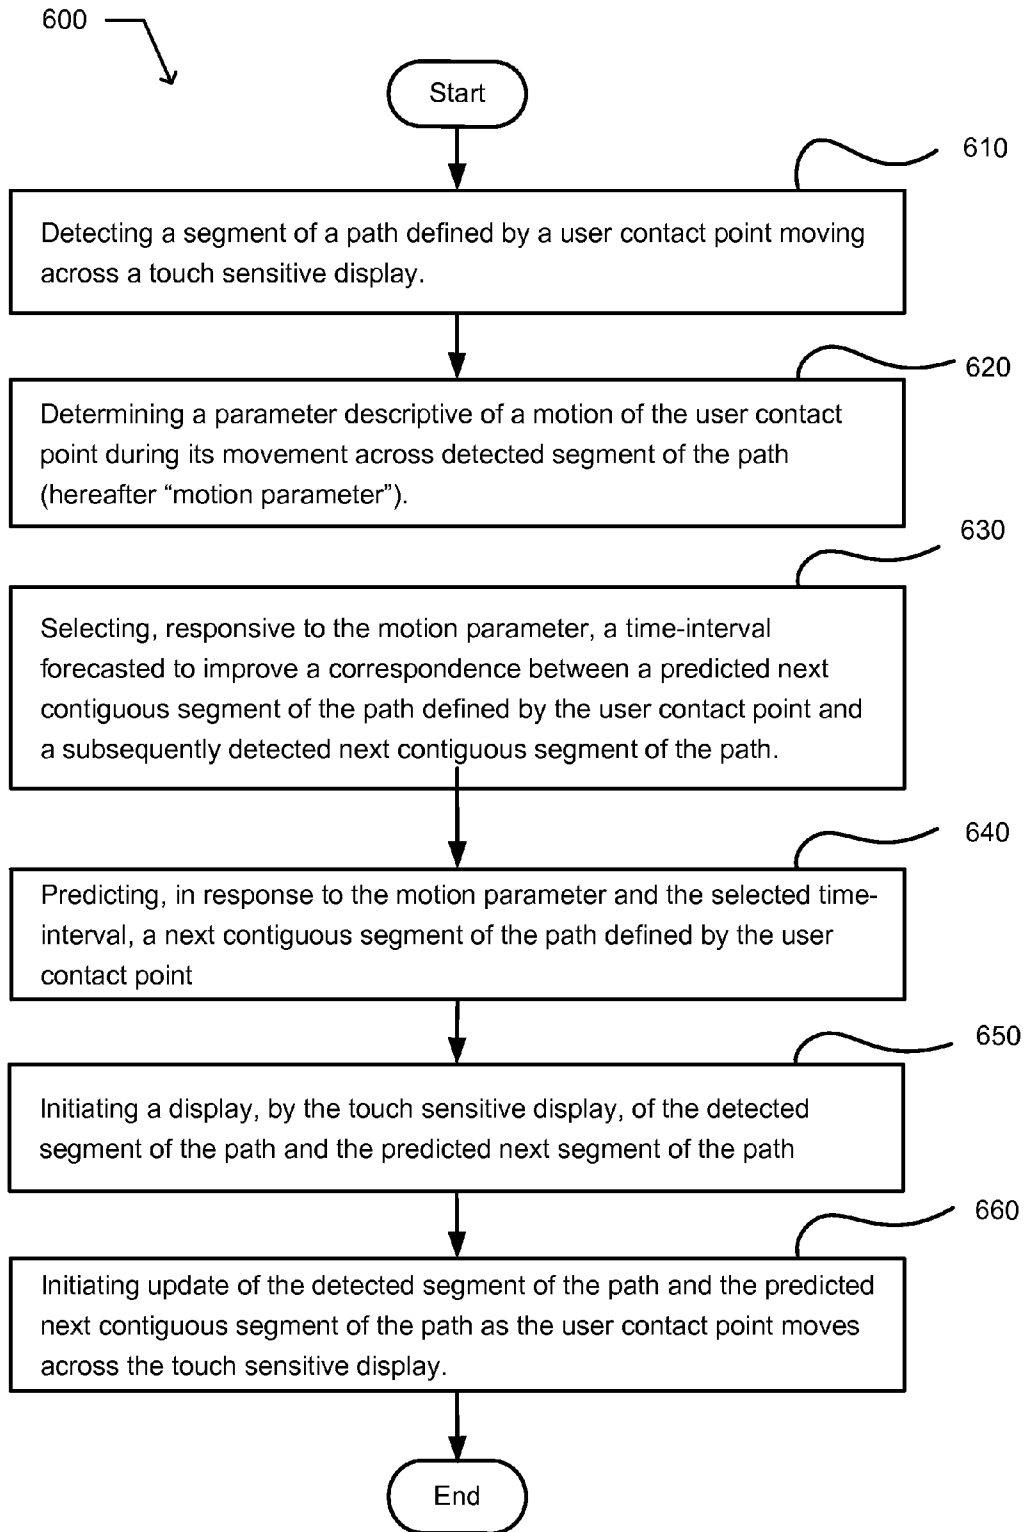 600
Start
610
Detecting a segment of a path defined by a user contact point moving
across a touch sensitive display.
620
Determining a parameter descriptive of a motion of the user contact
point during its movement across detected segment of the path
(hereafter “motion parameter”).
630
Selecting, responsive to the motion parameter, a time-interval
forecasted to improve a correspondence between a predicted next
contiguous segment of the path defined by the user contact point and
a subsequently detected next contiguous segment of the path.
640
Predicting, in response to the motion parameter and the selected time-
interval, a next contiguous segment of the path defined by the user
contact point
650
Initiating a display, by the touch sensitive display, of the detected
segment of the path and the predicted next segment of the path
660
Initiating update of the detected segment of the path and the predicted
next contiguous segment of the path as the user contact point moves
across the touch sensitive display.
End